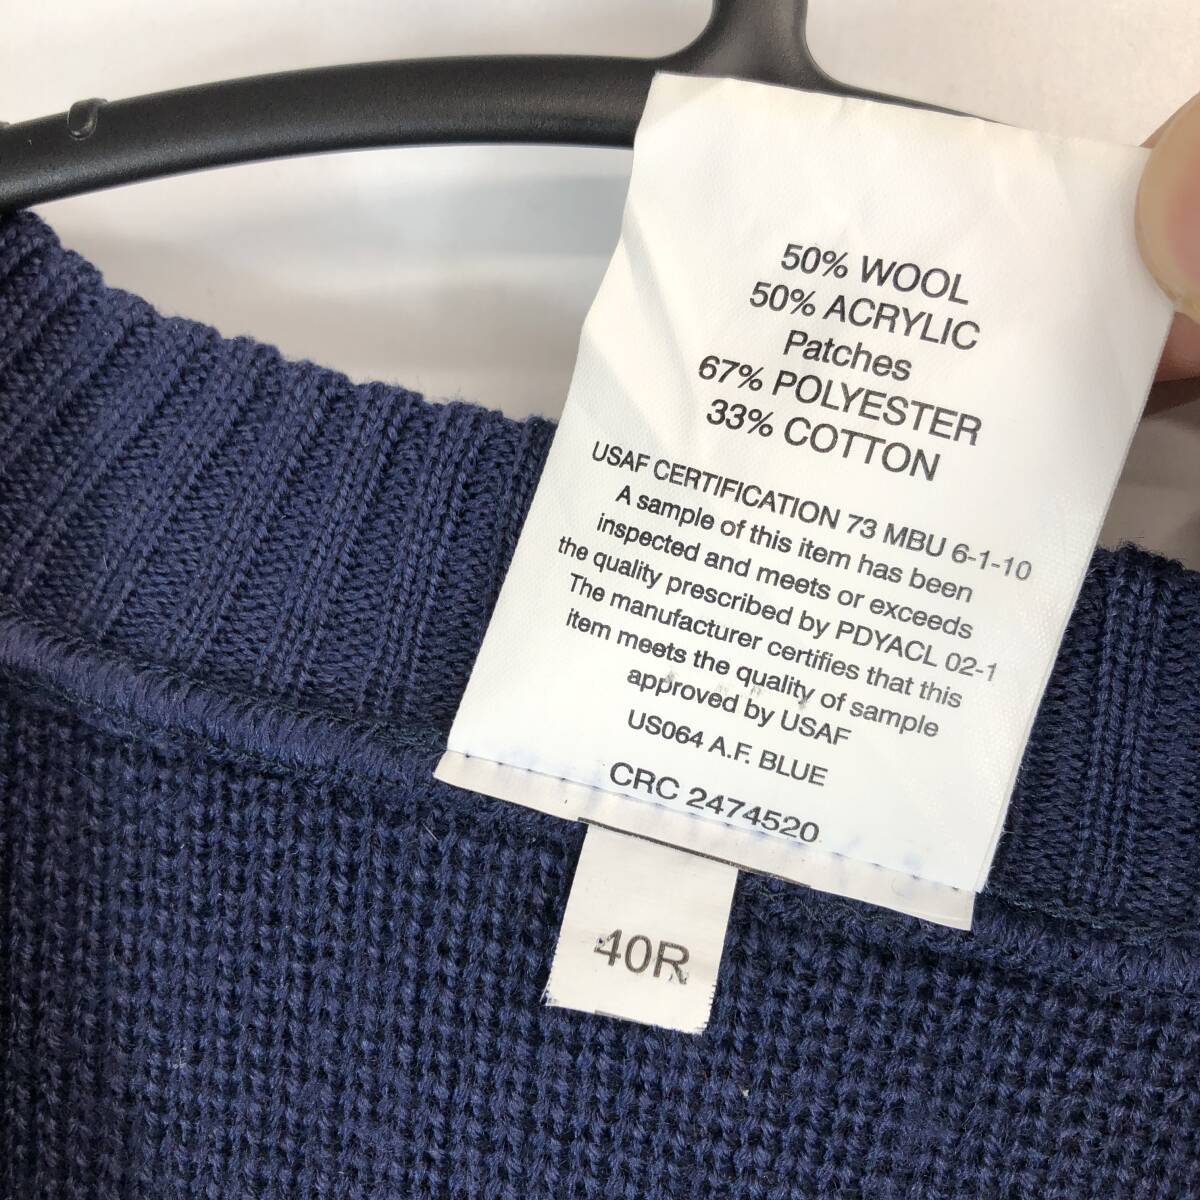 50% WOOL
50% ACRYLIC
Patches
67% POLYESTER
33% COTTON
USAF CERTIFICATION 73 MBU 6-1-10
A sample of this item has been
inspected and meets or exceeds
the quality prescribed by PDYACL 02-1
The manufacturer certifies that this
item meets the quality of sample
approved by USAF
US064 A.F. BLUE
CRC 2474520
40R